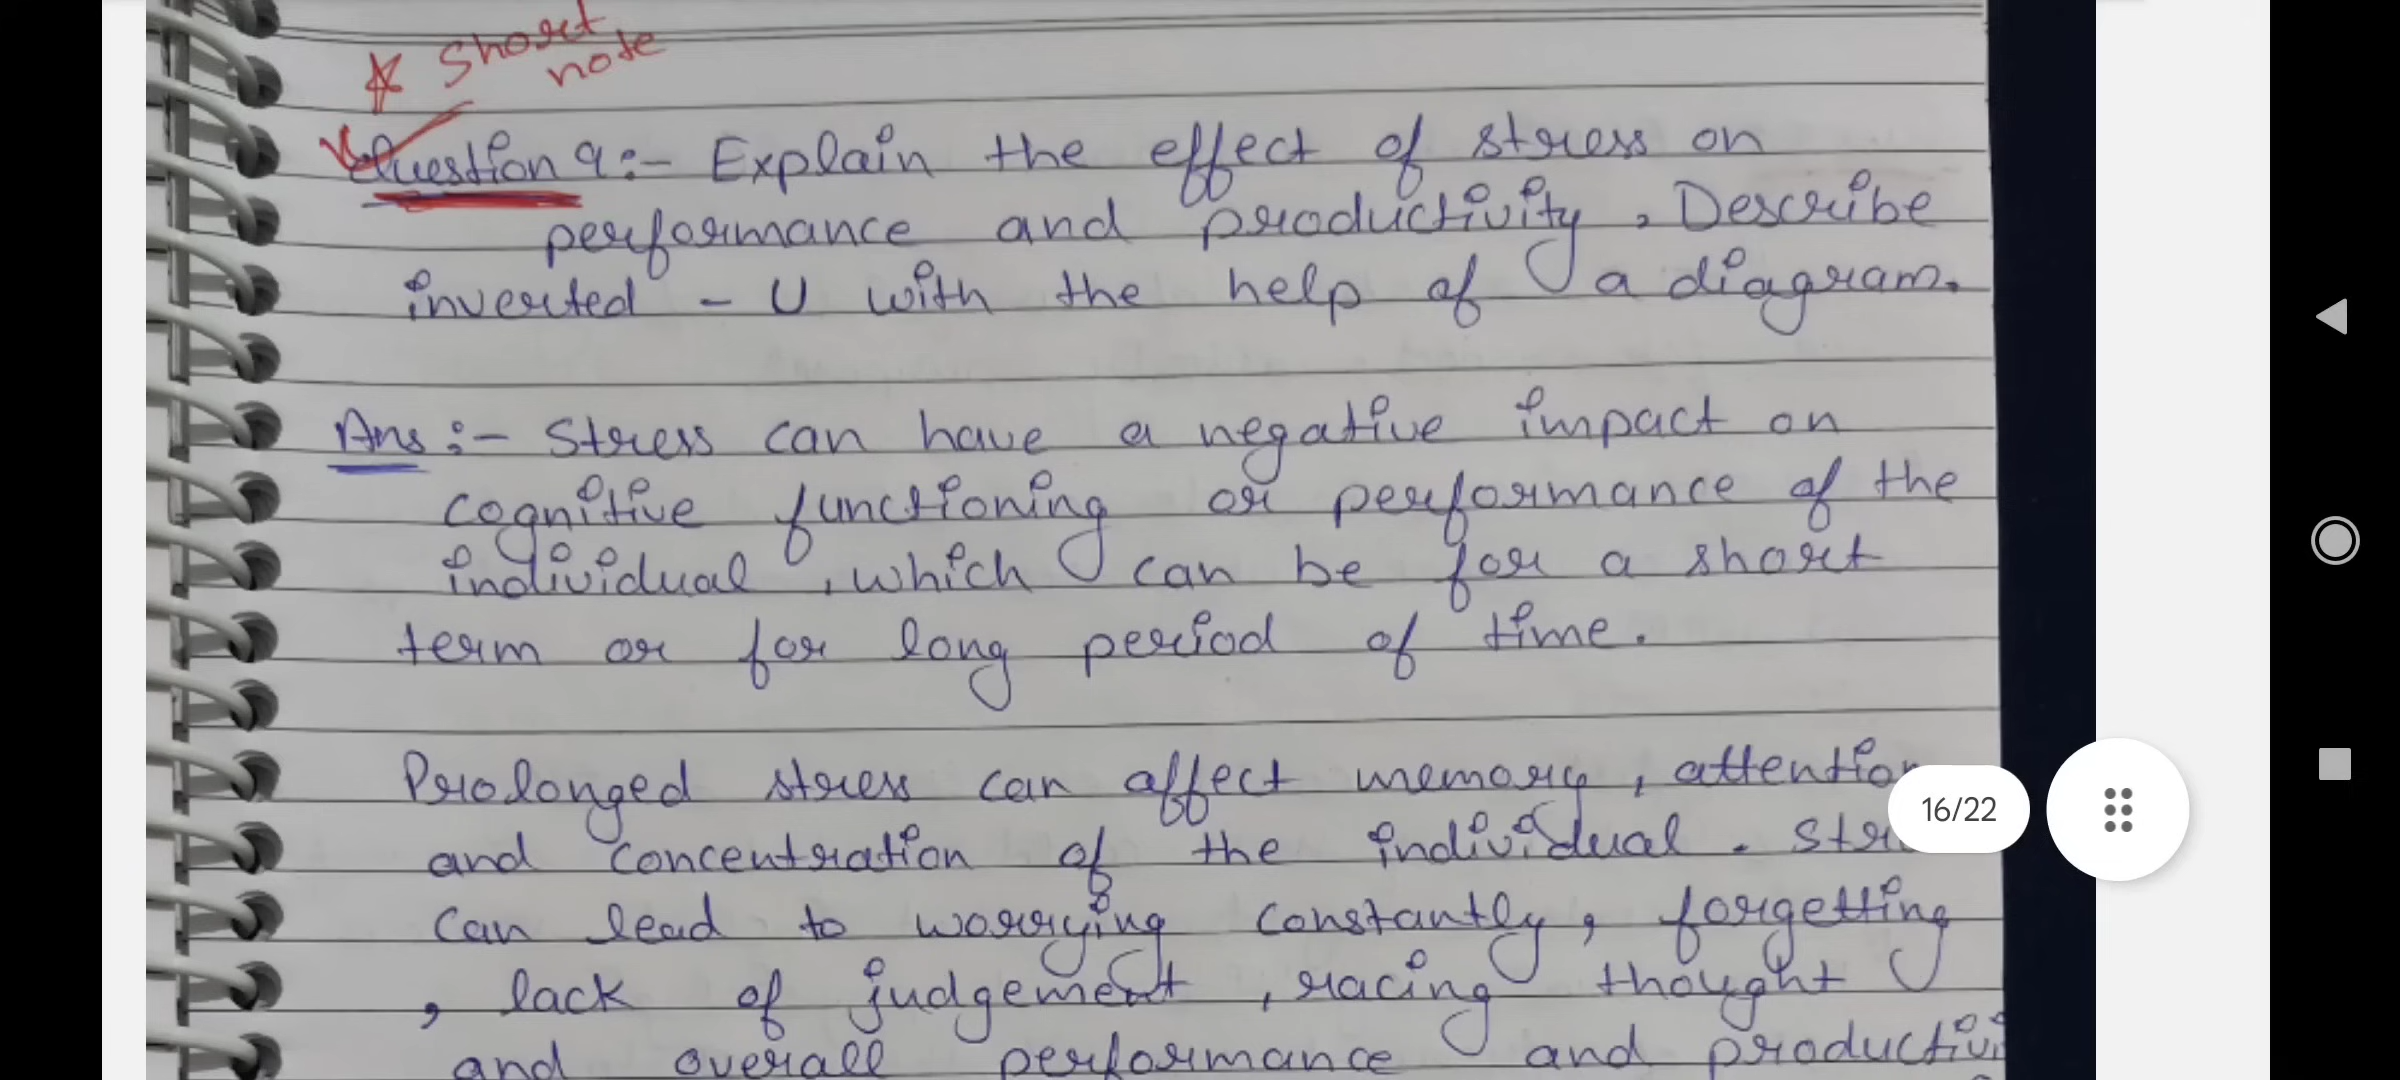 * Short
note
Question 9:- Explain the effect of stress on
performance and productivity, Describe
inverted - U with the help of a diagram.
Ans :- Stress can have a negative impact on
cognitive functioning or performance of the
individual, which can be for a short
term or for long period of time.
Prolonged stress can affect memory, attention
and concentration of the individual. Str
16/22
can lead to worrying constantly, forgetting
, lack of judgement, racing thought
and overall performance and productivi